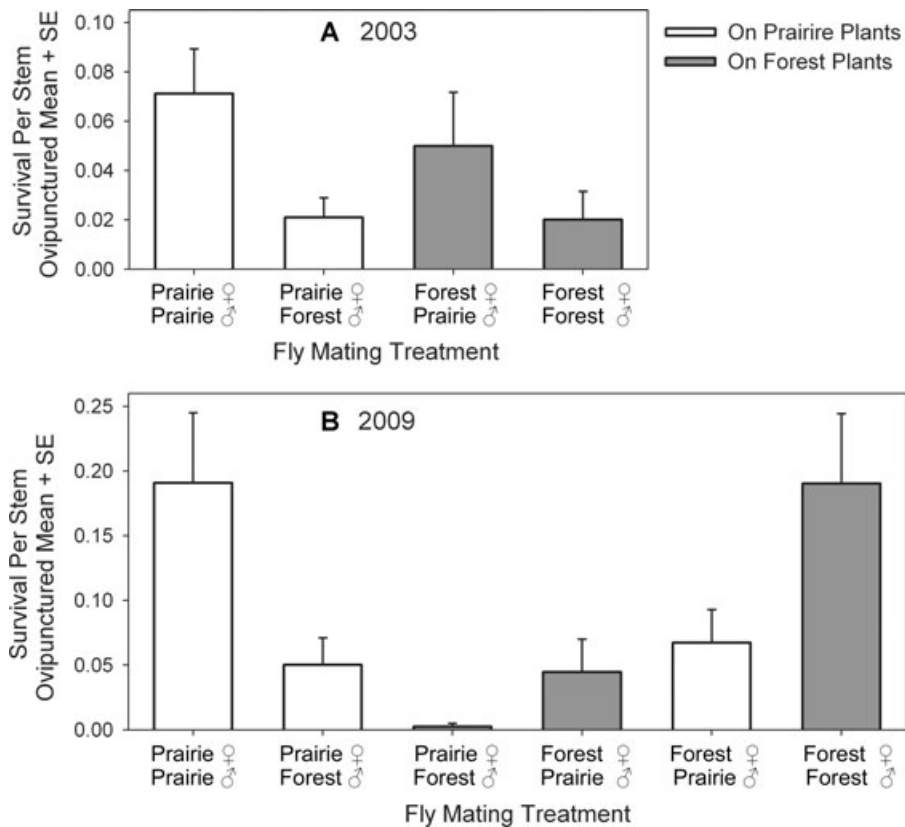 A 2003
On Prairire Plants
On Forest Plants
Survival Per Stem
Ovipunctured Mean + SE
0.10
0.08
0.06
0.04
0.02
0.00
Prairie ♀ Prairie ♀ Forest ♀ Forest ♀
Prairie ♂ Forest ♂ Prairie ♂ Forest ♂
Fly Mating Treatment
B 2009
Survival Per Stem
Ovipunctured Mean + SE
0.25
0.20
0.15
0.10
0.05
0.00
Prairie ♀ Prairie ♀ Prairie ♀ Forest ♀ Forest ♀ Forest ♀
Prairie ♂ Forest ♂ Forest ♂ Prairie ♂ Prairie ♂ Forest ♂
Fly Mating Treatment